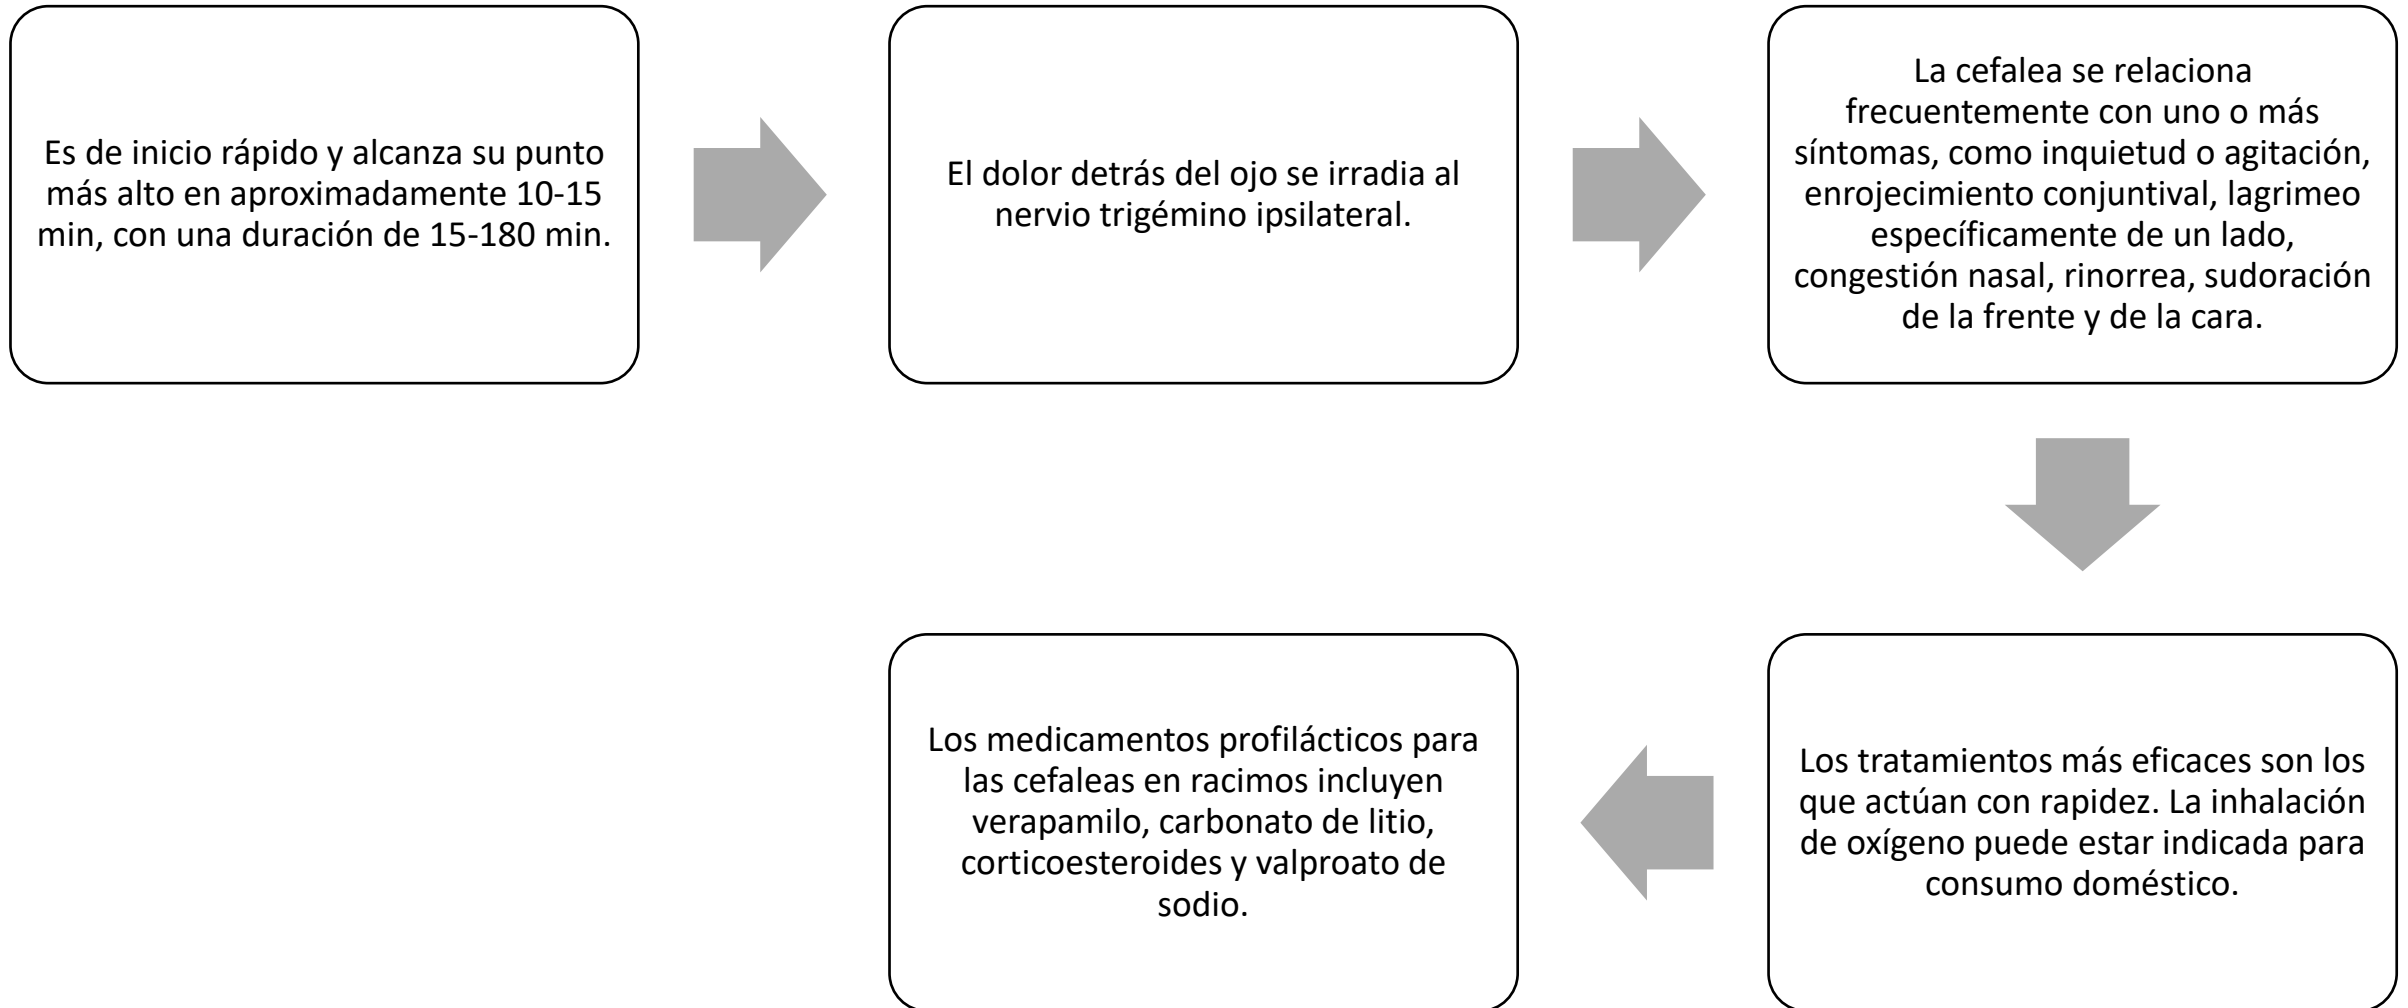 Es de inicio rápido y alcanza su punto
más alto en aproximadamente 10-15
min, con una duración de 15-180 min.
El dolor detrás del ojo se irradia al
nervio trigémino ipsilateral.
La cefalea se relaciona
frecuentemente con uno o más
síntomas, como inquietud o agitación,
enrojecimiento conjuntival, lagrimeo
específicamente de un lado,
congestión nasal, rinorrea, sudoración
de la frente y de la cara.
Los tratamientos más eficaces son los
que actúan con rapidez. La inhalación
de oxígeno puede estar indicada para
consumo doméstico.
Los medicamentos profilácticos para
las cefaleas en racimos incluyen
verapamilo, carbonato de litio,
corticoesteroides y valproato de
sodio.